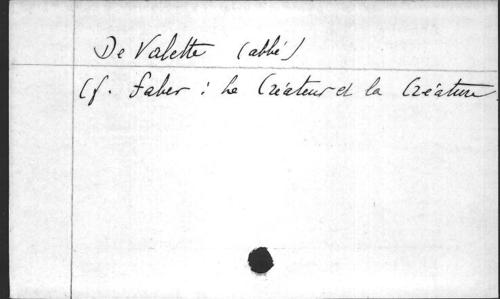 De Valette (abbé)
Cf. Faber : Le Créateur et la Créature